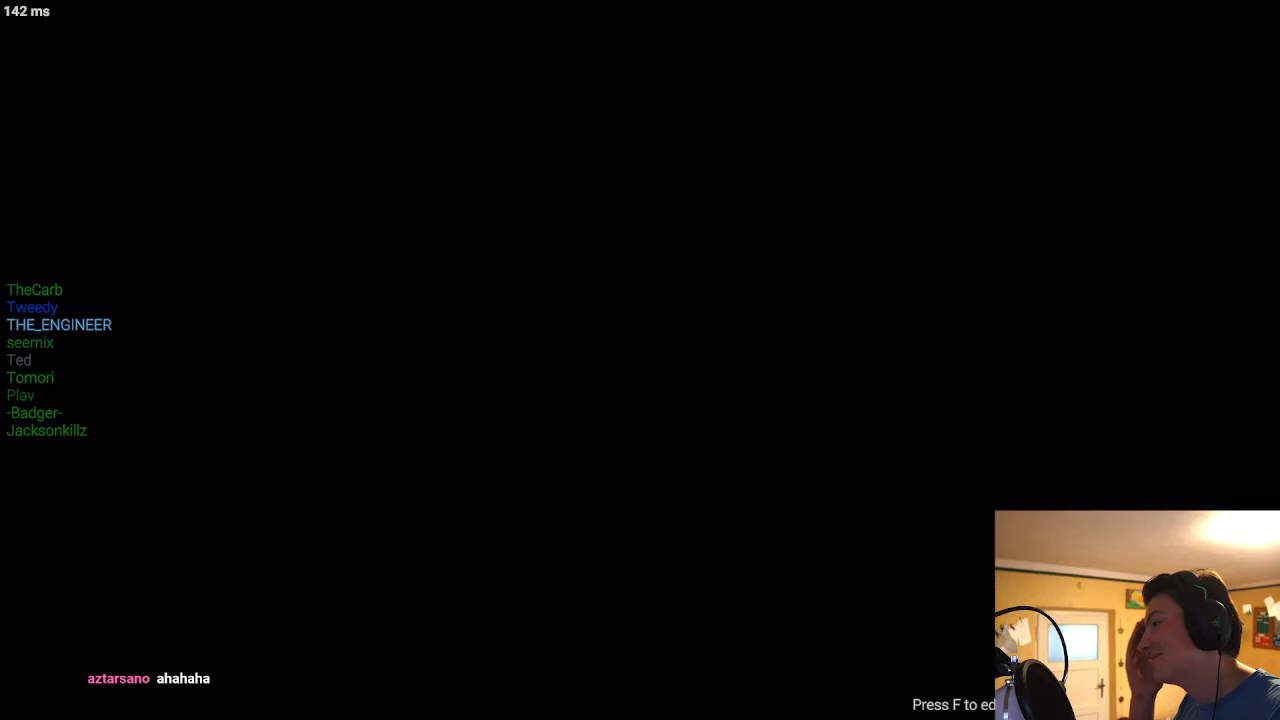 142 ms
TheCarb
Tweedy
THE_ENGINEER
seernix
Ted
Tomori
Plav
-Badger-
Jacksonkillz
aztarsano ahahaha
Press F to ed